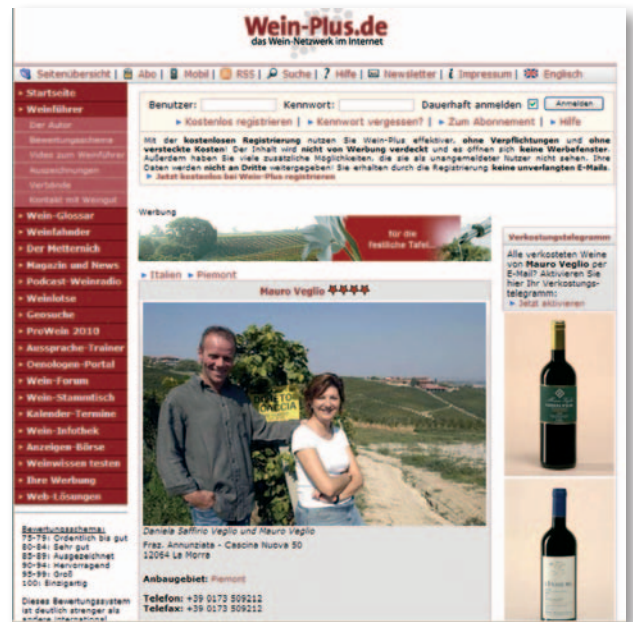 Wein-Plus.de
das Wein-Netzwerk im Internet
Seitenübersicht | Abo | Mobil | RSS | Suche | ? Hilfe | Newsletter | i Impressum | Englisch
▸ Startseite
▸ Weinführer
Der Autor
Bewertungsschema
Video zum Weinführer
Auszeichnungen
Verbände
Kontakt mit Weingut
▸ Wein-Glossar
▸ Weinfahnder
▸ Der Metternich
▸ Magazin und News
▸ Podcast-Weinradio
▸ Weinlotse
▸ Geosuche
▸ ProWein 2010
▸ Aussprache-Trainer
▸ Oenologen-Portal
▸ Wein-Forum
▸ Wein-Stammtisch
▸ Kalender-Termine
▸ Wein-Infothek
▸ Anzeigen-Börse
▸ Weinwissen testen
▸ Ihre Werbung
▸ Web-Lösungen
Bewertungsschema:
75-79: Ordentlich bis gut
80-84: Sehr gut
85-89: Ausgezeichnet
90-94: Hervorragend
95-99: Groß
100: Einzigartig
Dieses Bewertungssystem
ist deutlich strenger als
andere international
Benutzer: Kennwort: Dauerhaft anmelden Anmelden
▸ Kostenlos registrieren | ▸ Kennwort vergessen? | ▸ Zum Abonnement | ▸ Hilfe
Mit der kostenlosen Registrierung nutzen Sie Wein-Plus effektiver, ohne Verpflichtungen und ohne
versteckte Kosten! Der Inhalt wird nicht von Werbung verdeckt und es öffnen sich keine Werbefenster.
Außerdem haben Sie viele zusätzliche Möglichkeiten, die sie als unangemeldeter Nutzer nicht sehen. Ihre
Daten werden nicht an Dritte weitergegeben! Sie erhalten durch die Registrierung keine unverlangten E-Mails.
▸ Jetzt kostenlos bei Wein-Plus registrieren
Werbung
für die
festliche Tafel...
▸ Italien ▸ Piemont
Mauro Veglio
Daniela Saffirio Veglio und Mauro Veglio
Fraz. Annunziata - Cascina Nuova 50
12064 La Morra
Anbaugebiet: Piemont
Telefon: +39 0173 509212
Telefax: +39 0173 509212
Verkostungstelegramm
Alle verkosteten Weine
von Mauro Veglio per
E-Mail? Aktivieren Sie
hier Ihr Verkostungs-
telegramm:
▸ Jetzt aktivieren